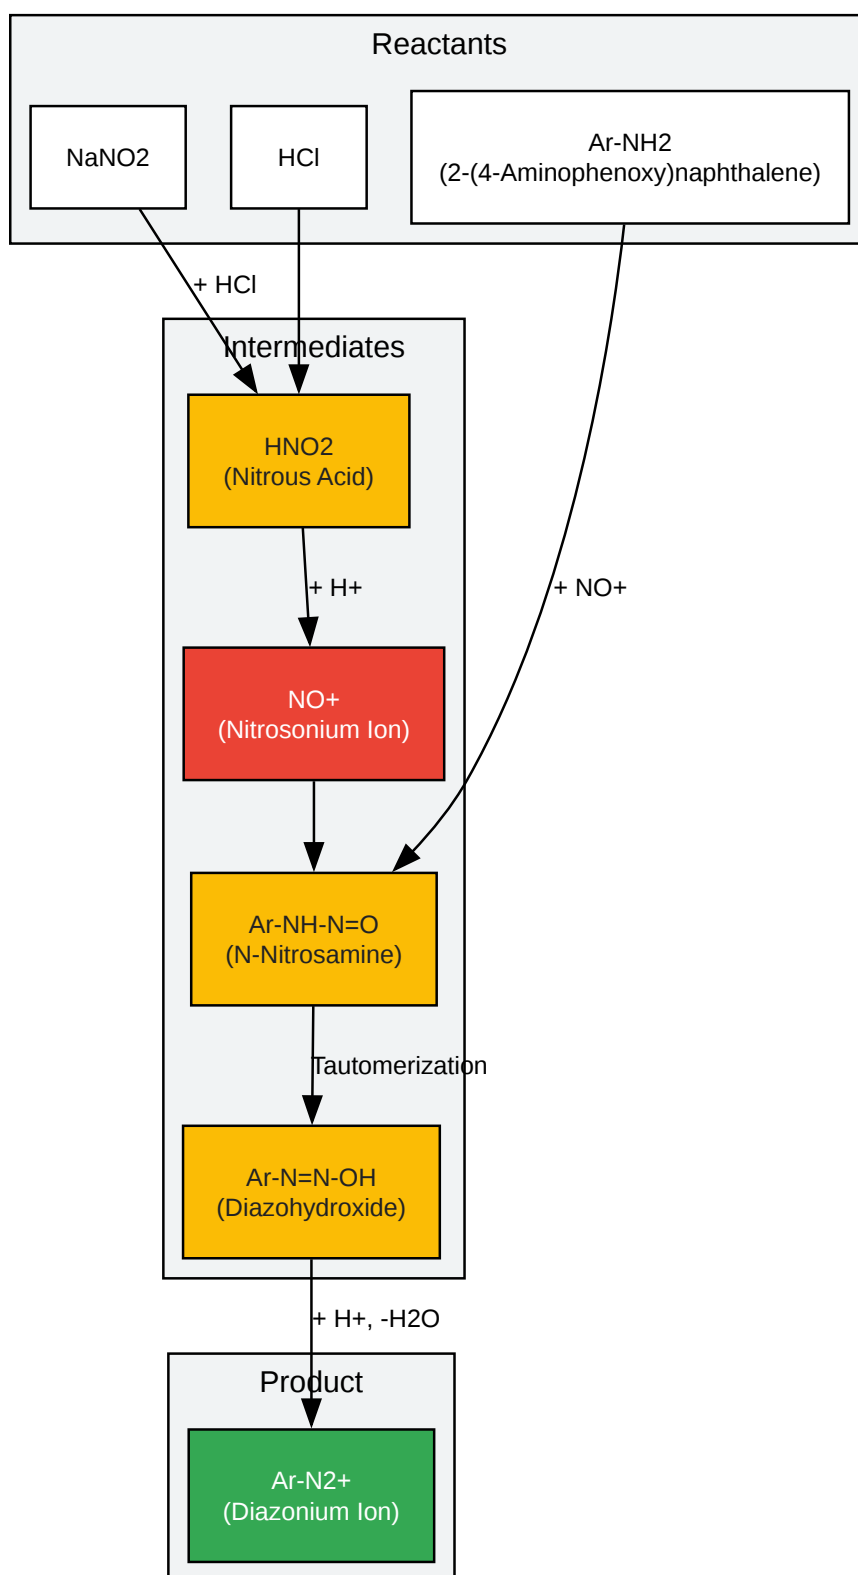 Reactants
NaNO2
HCl
Ar-NH2
(2-(4-Aminophenoxy)naphthalene)
+ HCl
Intermediates
HNO2
(Nitrous Acid)
+ H+
+ NO+
NO+
(Nitrosonium Ion)
Ar-NH-N=O
(N-Nitrosamine)
Tautomerization
Ar-N=N-OH
(Diazohydroxide)
+ H+, -H2O
Product
Ar-N2+
(Diazonium Ion)